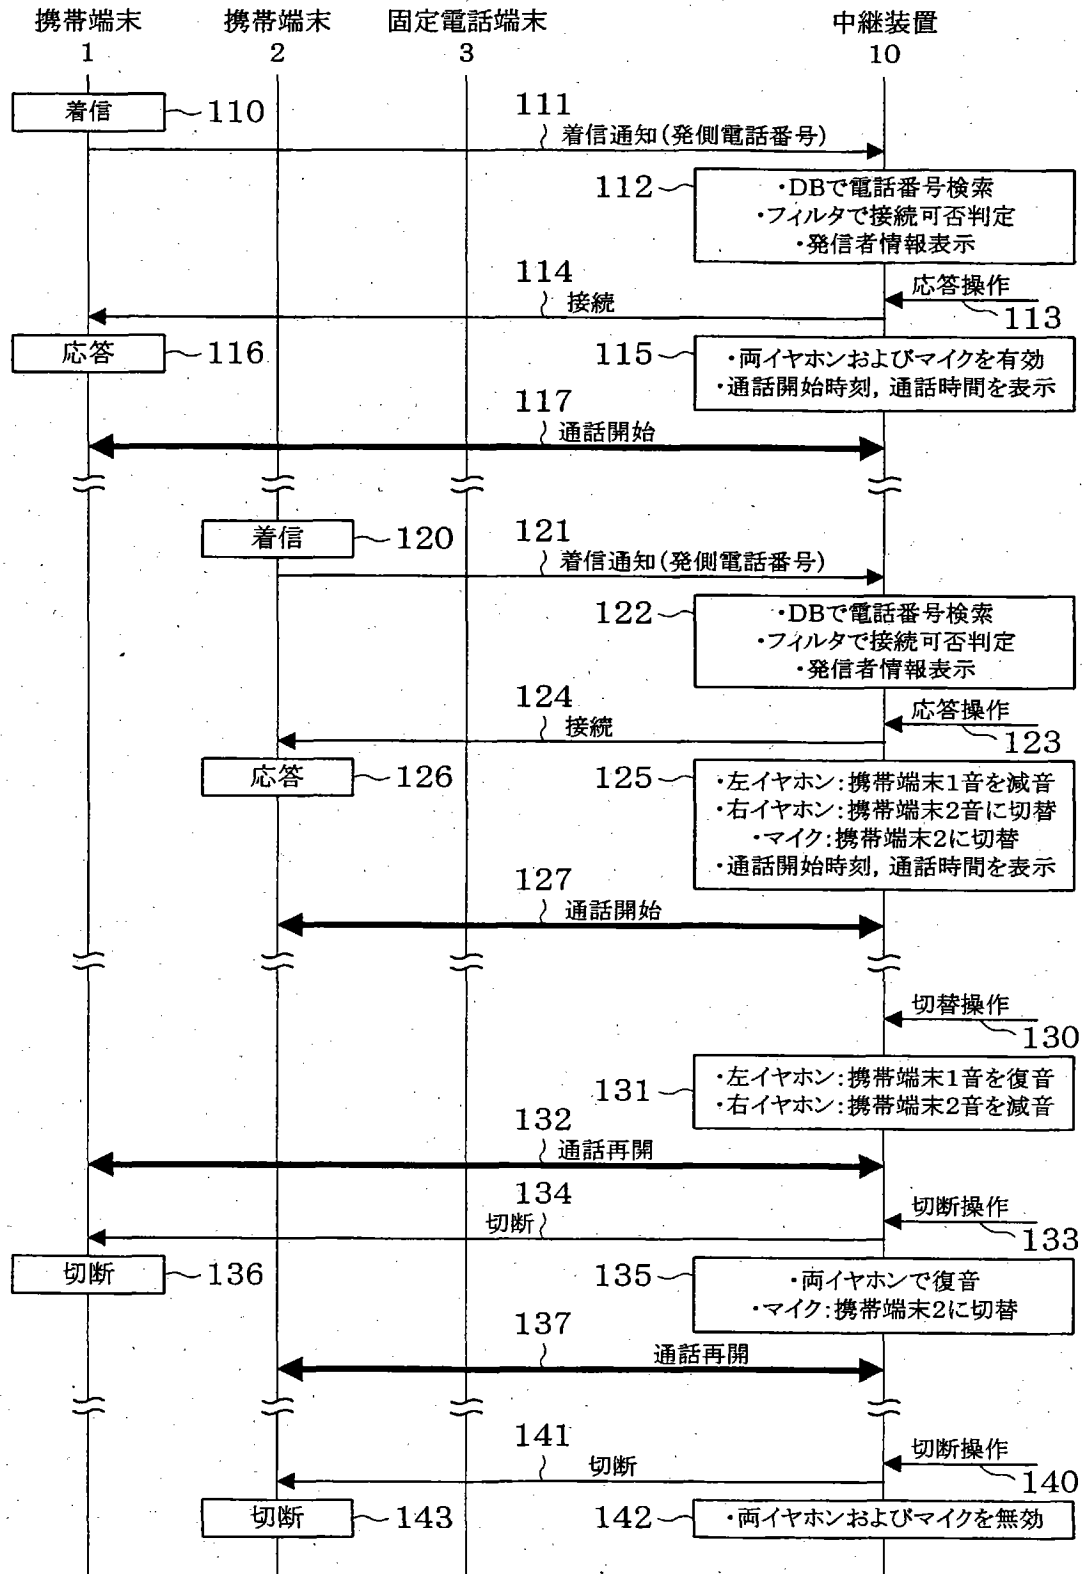 携帯端末 携帯端末 固定電話端末 中継装置
1 2 3 10
着信 110
111
着信通知(発側電話番号)
112
・DBで電話番号検索
・フィルタで接続可否判定
・発信者情報表示
114
接続
応答操作
113
応答 116
115
・両イヤホンおよびマイクを有効
・通話開始時刻, 通話時間を表示
117
通話開始
着信 120
121
着信通知(発側電話番号)
122
・DBで電話番号検索
・フィルタで接続可否判定
・発信者情報表示
124
接続
応答操作
123
応答 126
125
・左イヤホン:携帯端末1音を減音
・右イヤホン:携帯端末2音に切替
・マイク:携帯端末2に切替
・通話開始時刻, 通話時間を表示
127
通話開始
切替操作
130
131
・左イヤホン:携帯端末1音を復音
・右イヤホン:携帯端末2音を減音
132
通話再開
134
切断
切断操作
133
切断 136
135
・両イヤホンで復音
・マイク:携帯端末2に切替
137
通話再開
141
切断
切断操作
140
切断 143
142
・両イヤホンおよびマイクを無効